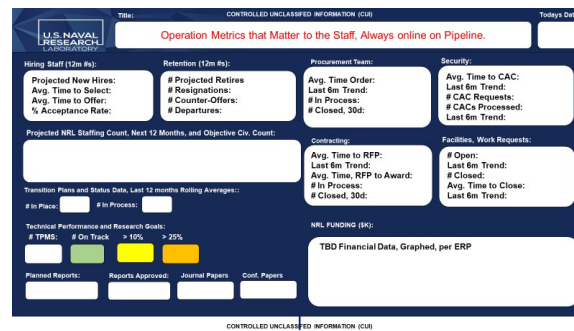 CONTROLLED UNCLASSIFED INFORMATION (CUI)
Title:
Todays Dat
U.S. NAVAL
RESEARCH
LABORATORY
Operation Metrics that Matter to the Staff, Always online on Pipeline.
Hiring Staff (12m #s):
Projected New Hires:
Avg. Time to Select:
Avg. Time to Offer:
% Acceptance Rate:
Retention (12m #s):
# Projected Retires
# Resignations:
# Counter-Offers:
# Departures:
Procurement Team:
Avg. Time Order:
Last 6m Trend:
# In Process:
# Closed, 30d:
Security:
Avg. Time to CAC:
Last 6m Trend:
# CAC Requests:
# CACs Processed:
Last 6m Trend:
Projected NRL Staffing Count, Next 12 Months, and Objective Civ. Count:
Contracting:
Avg. Time to RFP:
Last 6m Trend:
Avg. Time, RFP to Award:
# In Process:
# Closed, 30d:
Facilities, Work Requests:
# Open:
Last 6m Trend:
# Closed:
Avg. Time to Close:
Last 6m Trend:
Transition Plans and Status Data, Last 12 months Rolling Averages::
# In Place:
# In Process:
Technical Performance and Research Goals:
# TPMS:
# On Track
> 10%
> 25%
Planned Reports:
Reports Approved:
Journal Papers
Conf. Papers
NRL FUNDING ($K):
TBD Financial Data, Graphed, per ERP
CONTROLLED UNCLASSIFED INFORMATION (CUI)